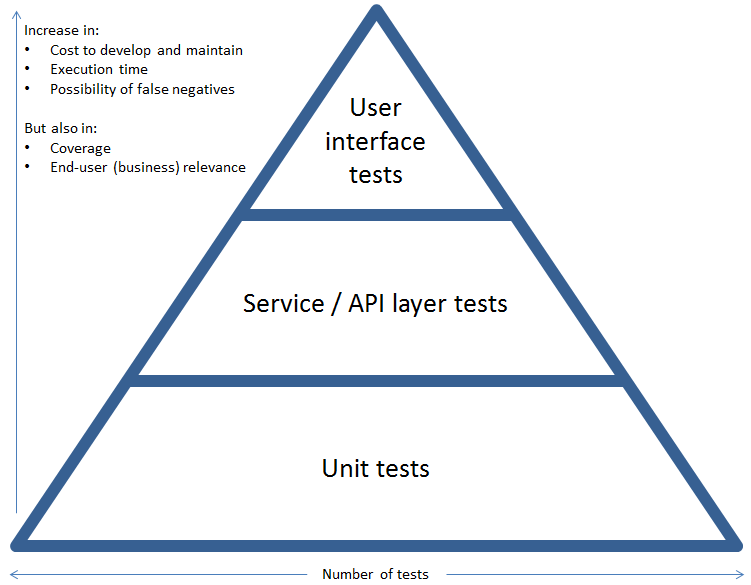 Increase in:
• Cost to develop and maintain
• Execution time
• Possibility of false negatives
But also in:
• Coverage
• End-user (business) relevance
User
interface
tests
Service / API layer tests
Unit tests
Number of tests